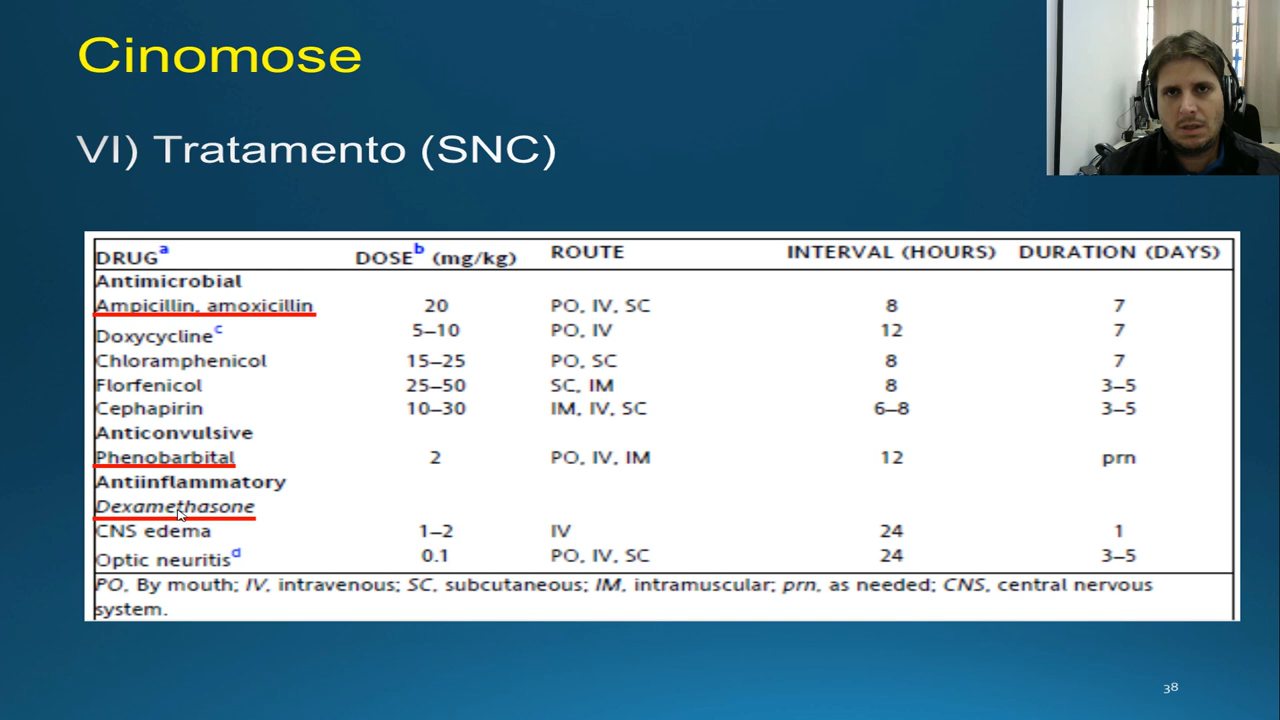 Cinomose
VI) Tratamento (SNC)
DRUGa DOSEb (mg/kg) ROUTE INTERVAL (HOURS) DURATION (DAYS)
Antimicrobial
Ampicillin, amoxicillin 20 PO, IV, SC 8 7
Doxycyclinec 5–10 PO, IV 12 7
Chloramphenicol 15–25 PO, SC 8 7
Florfenicol 25–50 SC, IM 8 3–5
Cephapirin 10–30 IM, IV, SC 6–8 3–5
Anticonvulsive
Phenobarbital 2 PO, IV, IM 12 prn
Antiinflammatory
Dexamethasone
CNS edema 1–2 IV 24 1
Optic neuritisd 0.1 PO, IV, SC 24 3–5
PO, By mouth; IV, intravenous; SC, subcutaneous; IM, intramuscular; prn, as needed; CNS, central nervous
system.
38